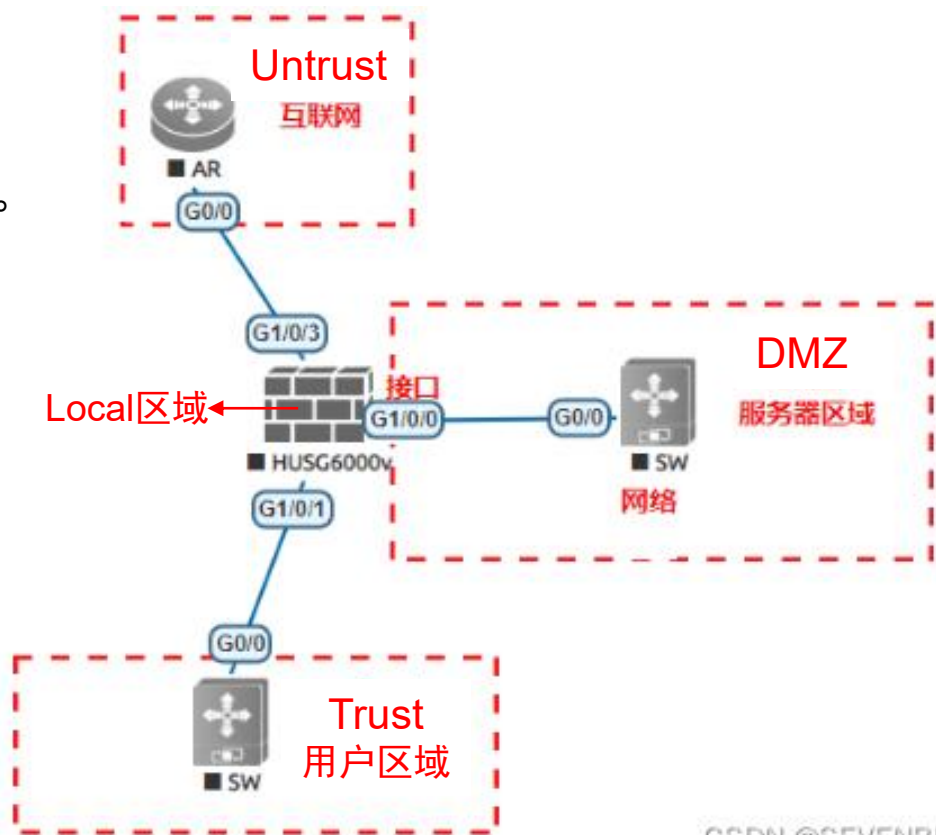 Untrust
互联网
AR
。
G0/0
G1/0/3
DMZ
接口
Local区域
G1/0/0
G0/0
服务器区域
HUSG6000v
SW
网络
G1/0/1
G0/0
Trust
用户区域
SW